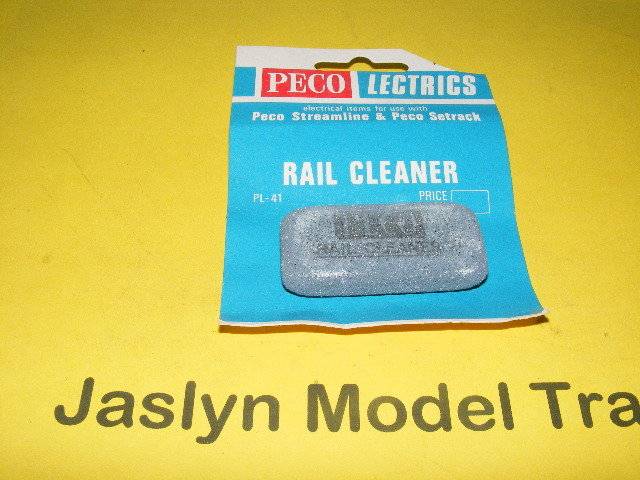 PECO LECTRICS
electrical items for use with
Peco Streamline & Peco Setrack
RAIL CLEANER
PL-41 PRICE
PECO
RAIL CLEANER
Jaslyn Model Tra